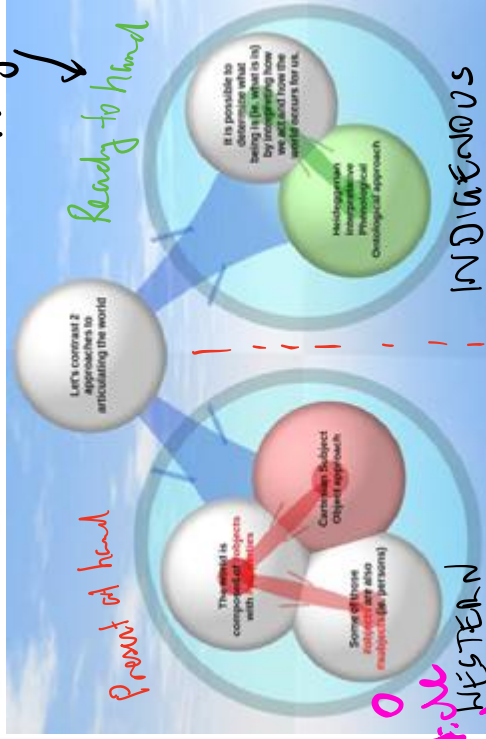 Present at hand
Ready to hand
Let's contrast 2
approaches to
articulating the world
The world is
composed of objects
with
Some of those
objects are also
subjects (ie. persons)
Cartesian Subject
Object approach
It is possible to
determine what
being is (ie. what is is)
by interpreting how
we act and how the
world occurs for us.
Heideggerian
Interpretive
Phenological
Ontological approach
WESTERN
INDIGENOUS